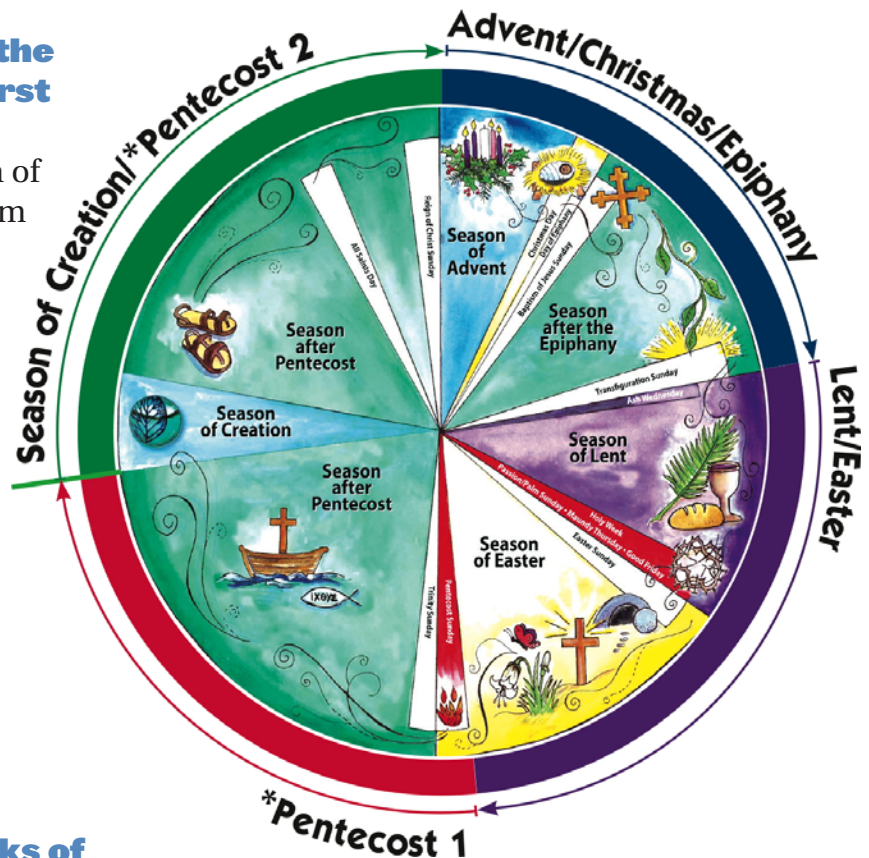 the
rst
n of
m
ks of
Advent/Christmas/Epiphany
Lent/Easter
*Pentecost 1
Season of Creation/*Pentecost 2
Season
of
Advent
Christmas Day
Day of Epiphany
Baptism of Jesus Sunday
Season
after the
Epiphany
Transfiguration Sunday
Ash Wednesday
Season
of Lent
Holy Week
Passion/Palm Sunday • Maundy Thursday • Good Friday
Easter Sunday
Season
of Easter
Pentecost Sunday
Trinity Sunday
Season
after
Pentecost
Season
of Creation
Season
after
Pentecost
All Saints Day
Reign of Christ Sunday